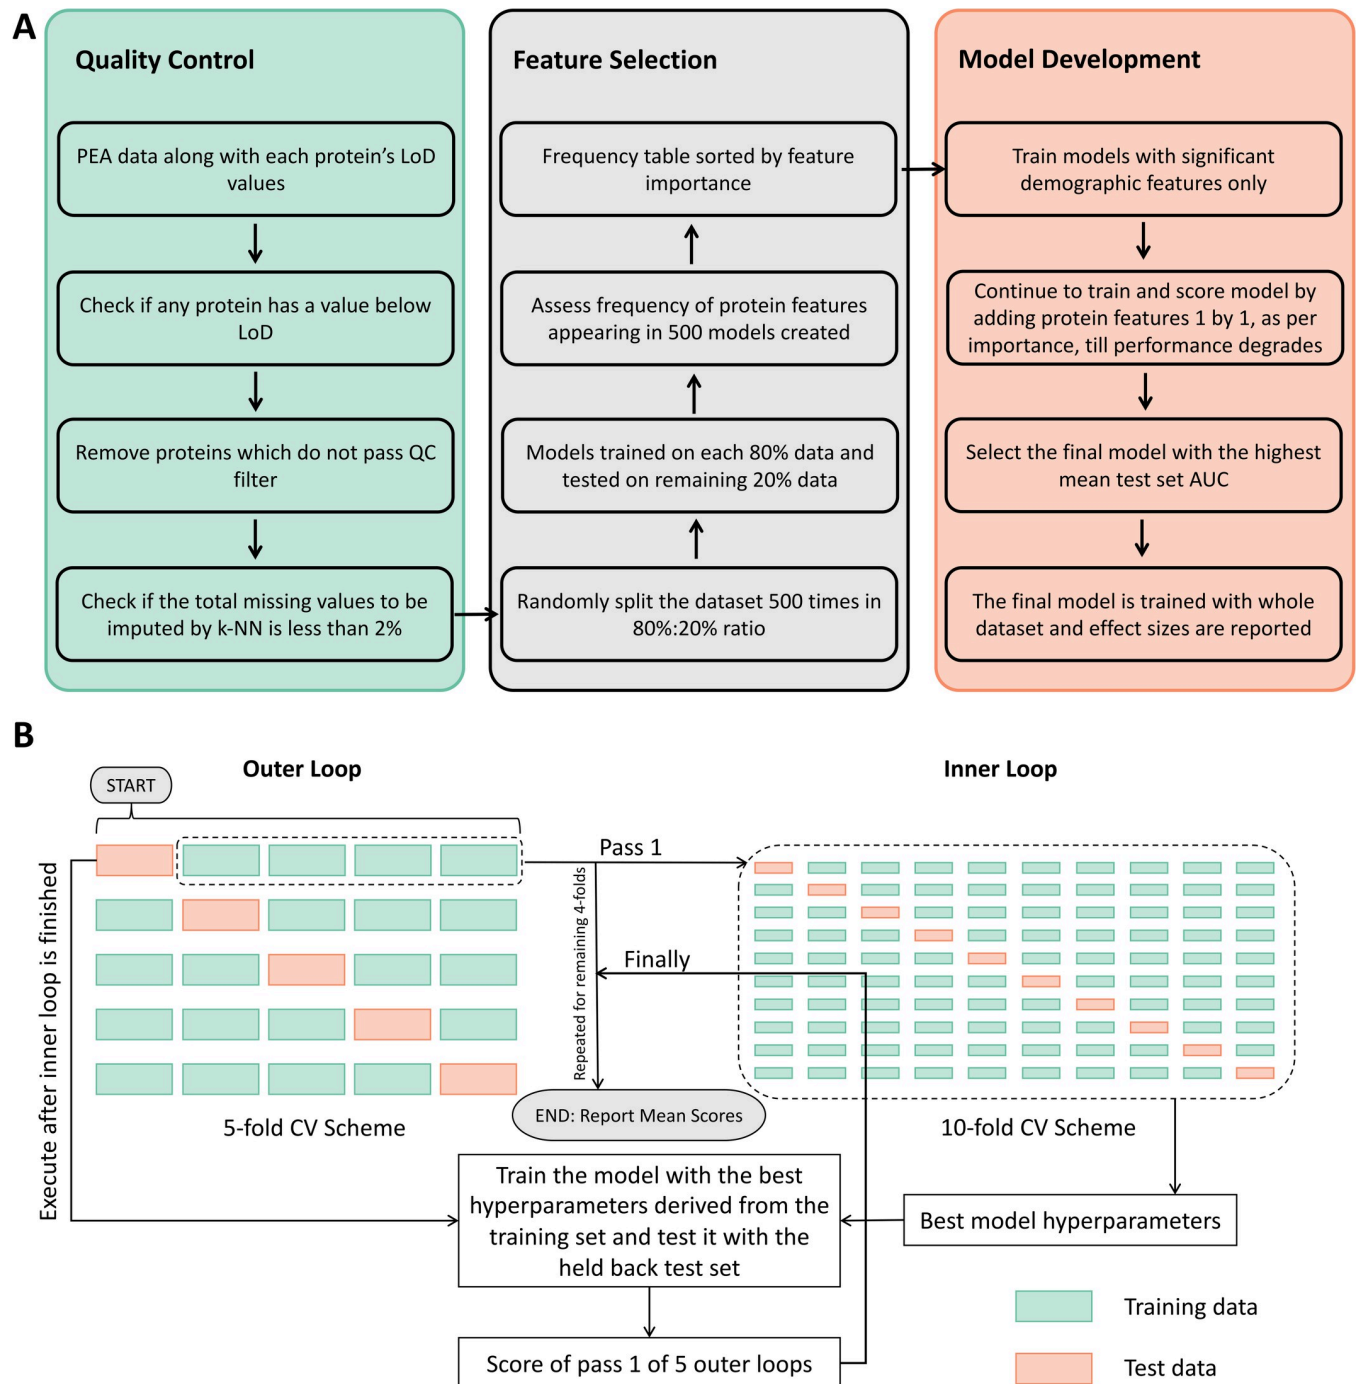 A
Quality Control
PEA data along with each protein's LoD
values
Check if any protein has a value below
LoD
Remove proteins which do not pass QC
filter
Check if the total missing values to be
imputed by k-NN is less than 2%
Feature Selection
Frequency table sorted by feature
importance
Assess frequency of protein features
appearing in 500 models created
Models trained on each 80% data and
tested on remaining 20% data
Randomly split the dataset 500 times in
80%:20% ratio
Model Development
Train models with significant
demographic features only
Continue to train and score model by
adding protein features 1 by 1, as per
importance, till performance degrades
Select the final model with the highest
mean test set AUC
The final model is trained with whole
dataset and effect sizes are reported
B
Outer Loop
Inner Loop
START
Execute after inner loop is finished
Pass 1
Repeated for remaining 4-folds
Finally
END: Report Mean Scores
5-fold CV Scheme
10-fold CV Scheme
Train the model with the best
hyperparameters derived from the
training set and test it with the
held back test set
Best model hyperparameters
Score of pass 1 of 5 outer loops
Training data
Test data